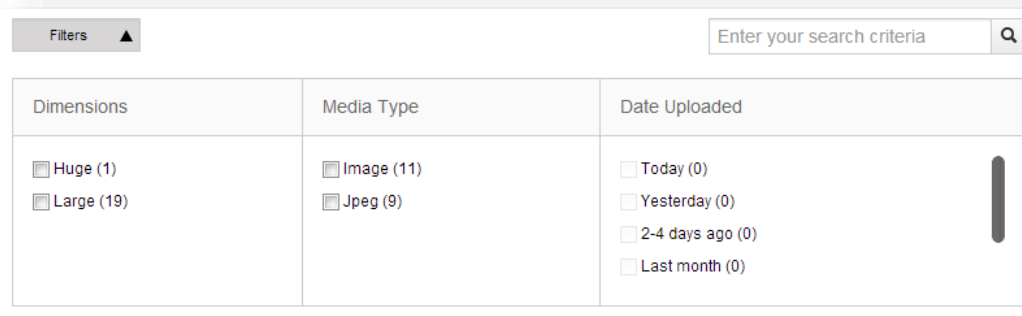 Filters
Enter your search criteria
Dimensions
Media Type
Date Uploaded
Huge (1)
Large (19)
Image (11)
Jpeg (9)
Today (0)
Yesterday (0)
2-4 days ago (0)
Last month (0)